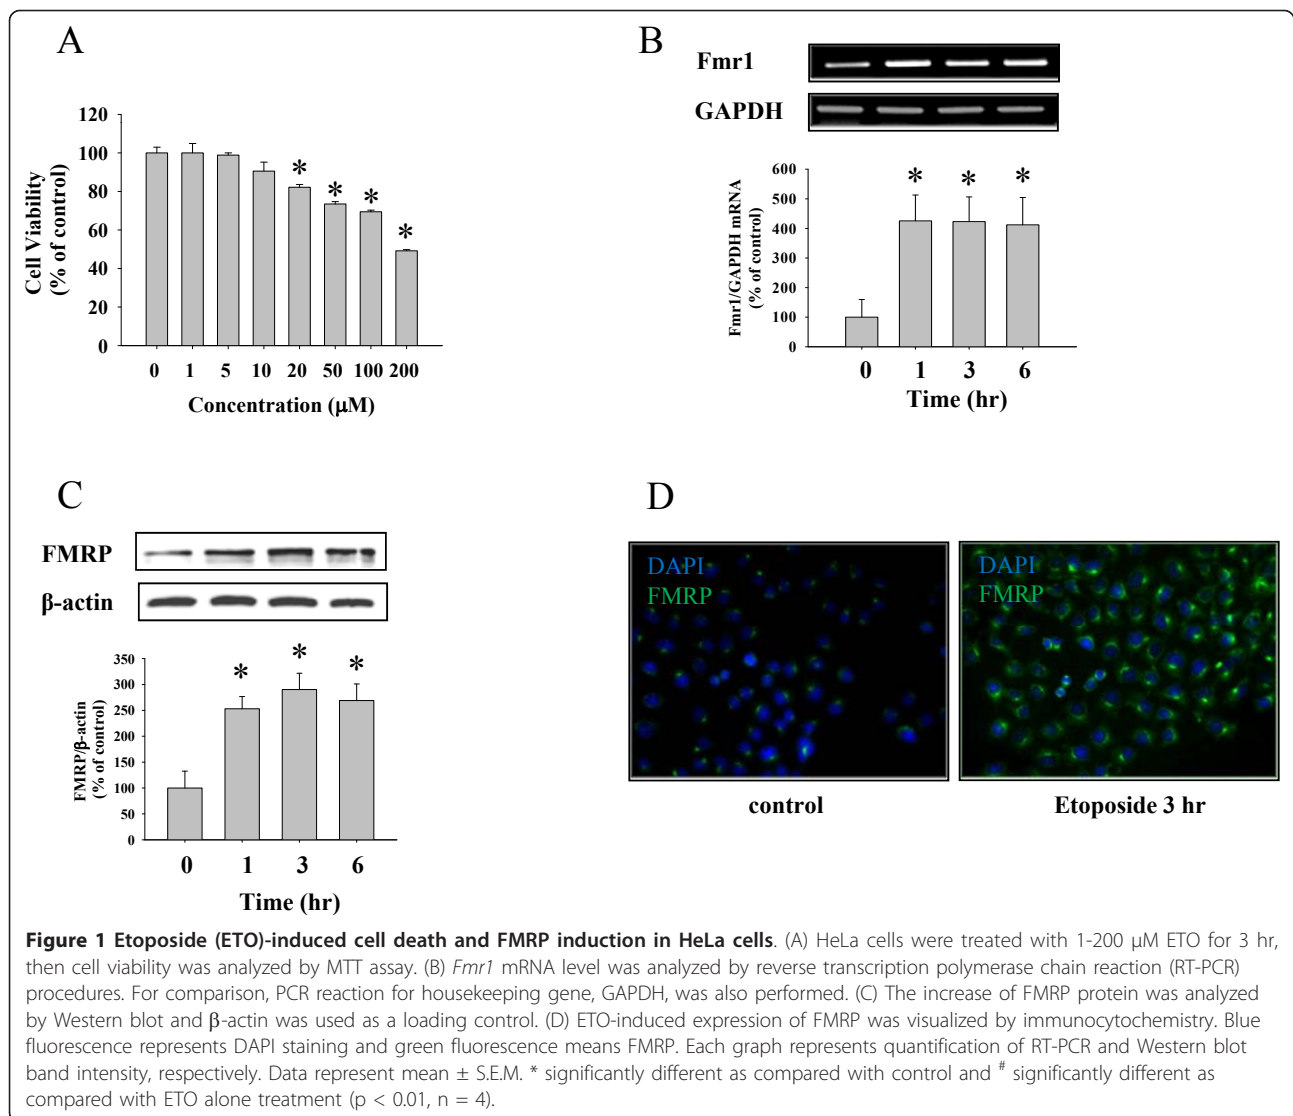 A
120
100
80
60
40
20
0
Cell Viability
(% of control)
* * * *
0 1 5 10 20 50 100 200
Concentration (μM)
B
Fmr1
GAPDH
600
500
400
300
200
100
0
Fmr1/GAPDH mRNA
(% of control)
* * *
0 1 3 6
Time (hr)
C
FMRP
β-actin
350
300
250
200
150
100
50
0
FMRP/β-actin
(% of control)
* * *
0 1 3 6
Time (hr)
D
DAPI
FMRP
control
DAPI
FMRP
Etoposide 3 hr
Figure 1 Etoposide (ETO)-induced cell death and FMRP induction in HeLa cells. (A) HeLa cells were treated with 1-200 μM ETO for 3 hr,
then cell viability was analyzed by MTT assay. (B) Fmr1 mRNA level was analyzed by reverse transcription polymerase chain reaction (RT-PCR)
procedures. For comparison, PCR reaction for housekeeping gene, GAPDH, was also performed. (C) The increase of FMRP protein was analyzed
by Western blot and β-actin was used as a loading control. (D) ETO-induced expression of FMRP was visualized by immunocytochemistry. Blue
fluorescence represents DAPI staining and green fluorescence means FMRP. Each graph represents quantification of RT-PCR and Western blot
band intensity, respectively. Data represent mean ± S.E.M. * significantly different as compared with control and # significantly different as
compared with ETO alone treatment (p < 0.01, n = 4).